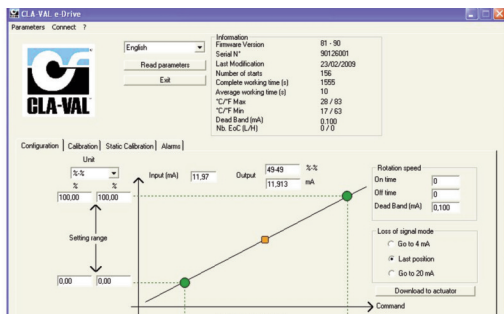 CLA-VAL e-Drive
Parameters Connect ?
CLA-VAL
English
Read parameters
Exit
Information
Firmware Version 81 - 90
Serial N° 90126001
Last Modification 23/02/2009
Number of starts 156
Complete working time (s) 1555
Average working time (s) 10
°C/°F Max 28 / 83
°C/°F Min 17 / 63
Dead Band (mA) 0.100
Nb. EoC (L/H) 0 / 0
Configuration Calibration Static Calibration Alarms
Unit
%-%
% %
100,00 100,00
Setting range
0,00 0,00
Input (mA) 11,97 Output 49-49 %-%
11,913 mA
Command
Rotation speed
On time 0
Off time 0
Dead Band (mA) 0,100
Loss of signal mode
Go to 4 mA
Last position
Go to 20 mA
Download to actuator